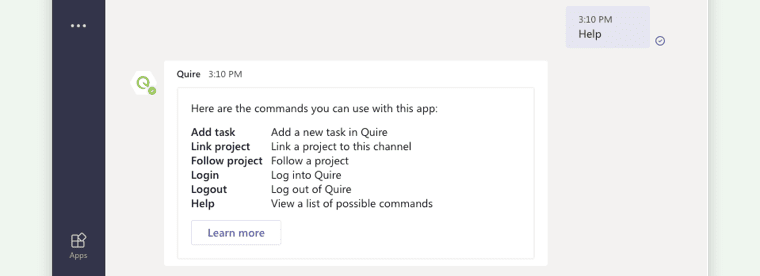 3:10 PM
Help
Quire 3:10 PM
Here are the commands you can use with this app:
Add task Add a new task in Quire
Link project Link a project to this channel
Follow project Follow a project
Login Log into Quire
Logout Log out of Quire
Help View a list of possible commands
Learn more
Apps